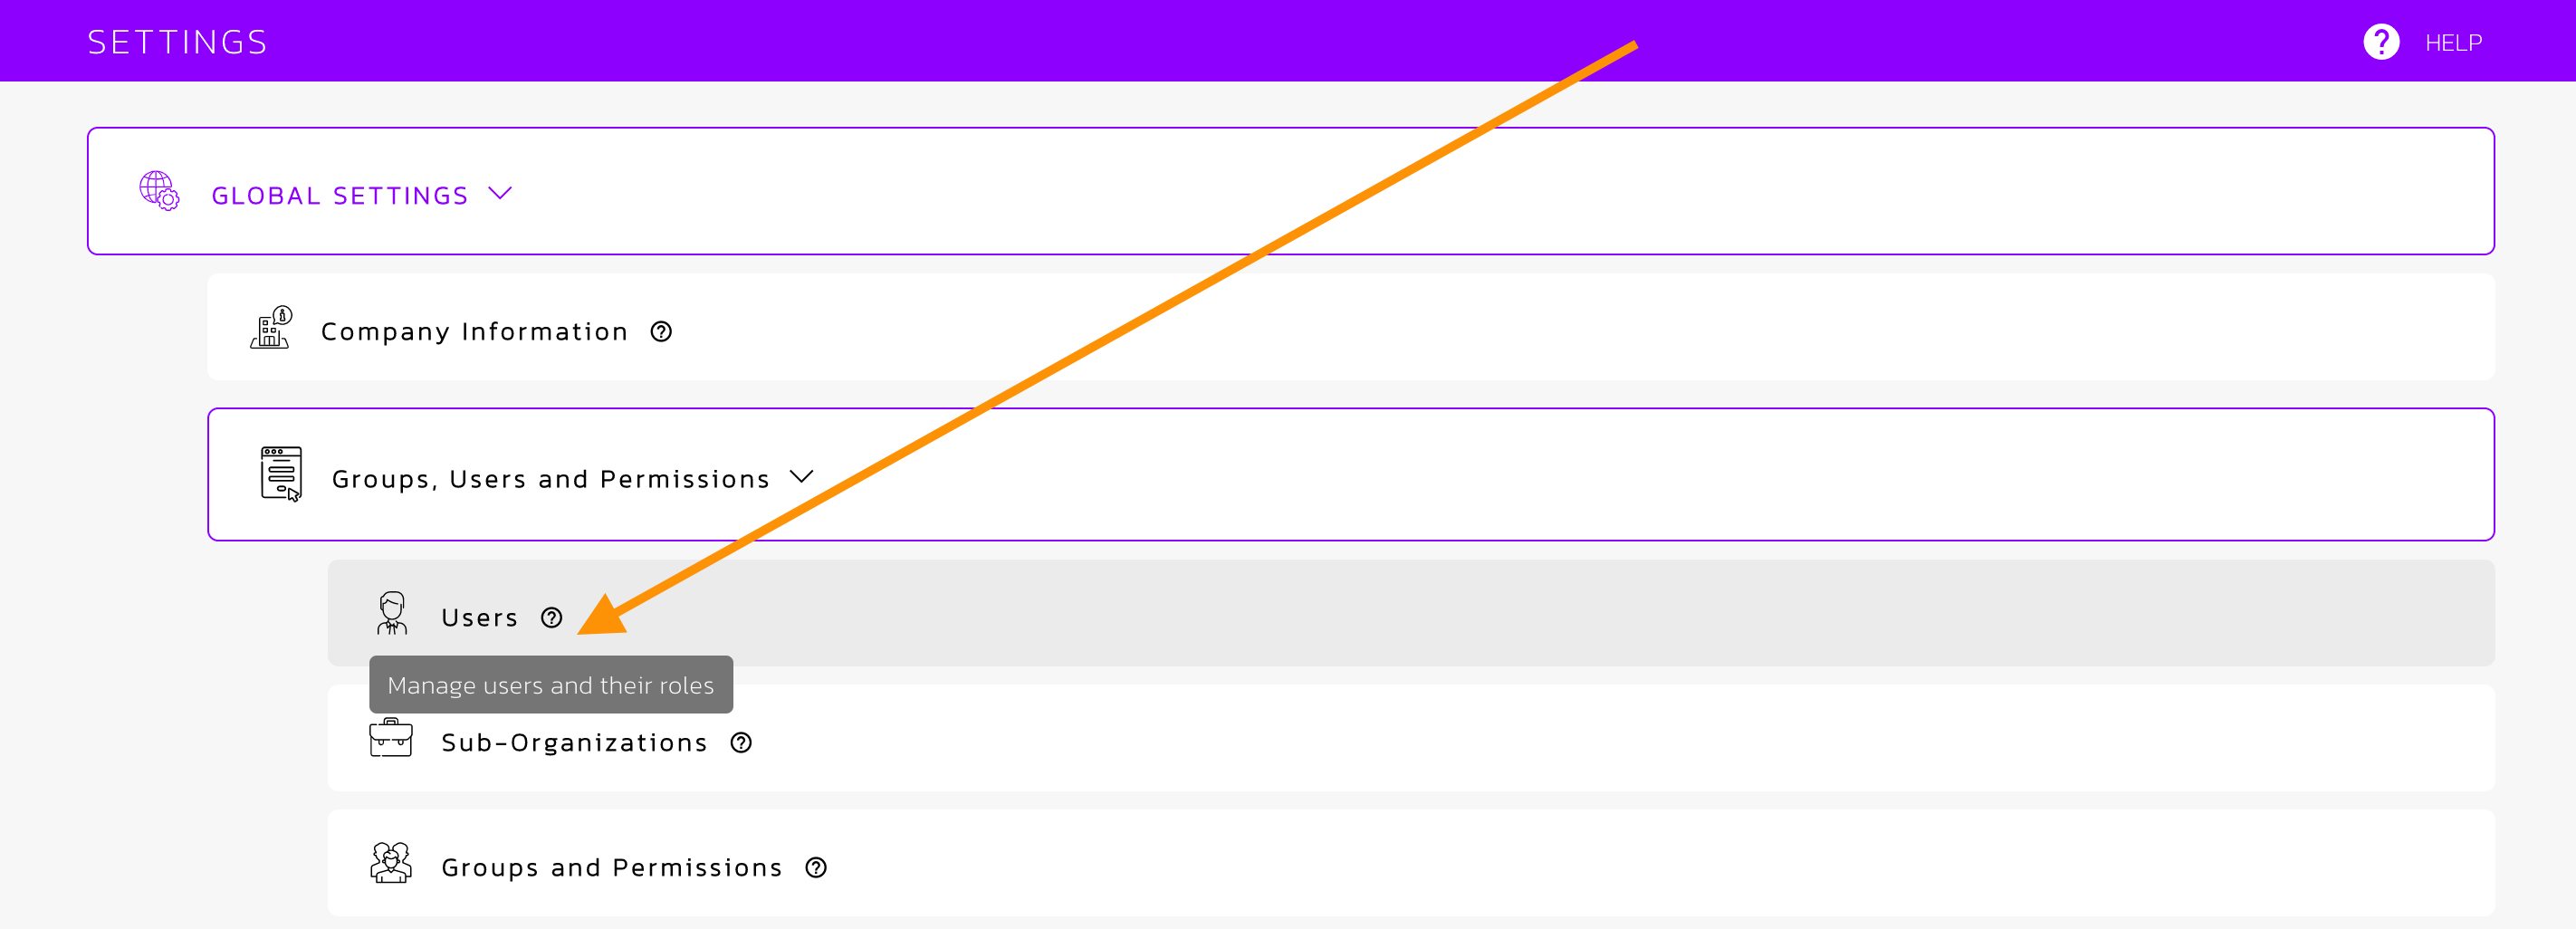 SETTINGS
HELP
GLOBAL SETTINGS
Company Information
Groups, Users and Permissions
Users
Manage users and their roles
Sub-Organizations
Groups and Permissions